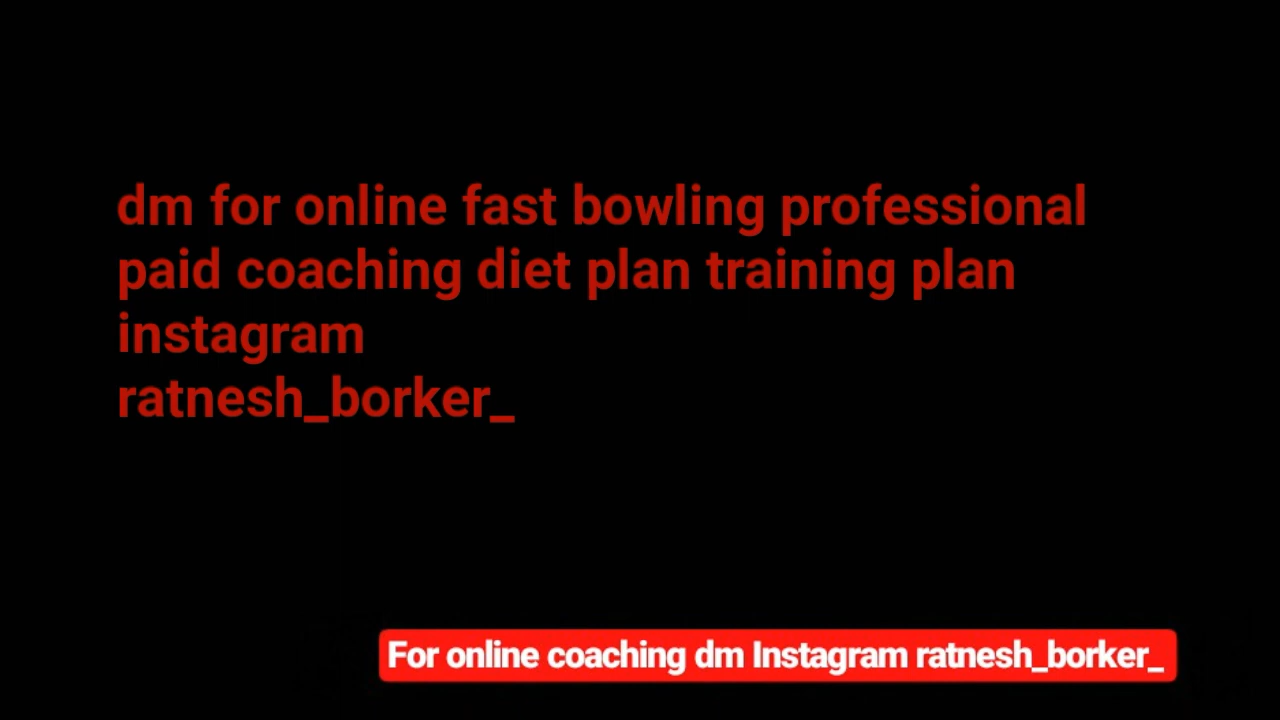 dm for online fast bowling professional
paid coaching diet plan training plan
instagram
ratnesh_borker_
For online coaching dm Instagram ratnesh_borker_